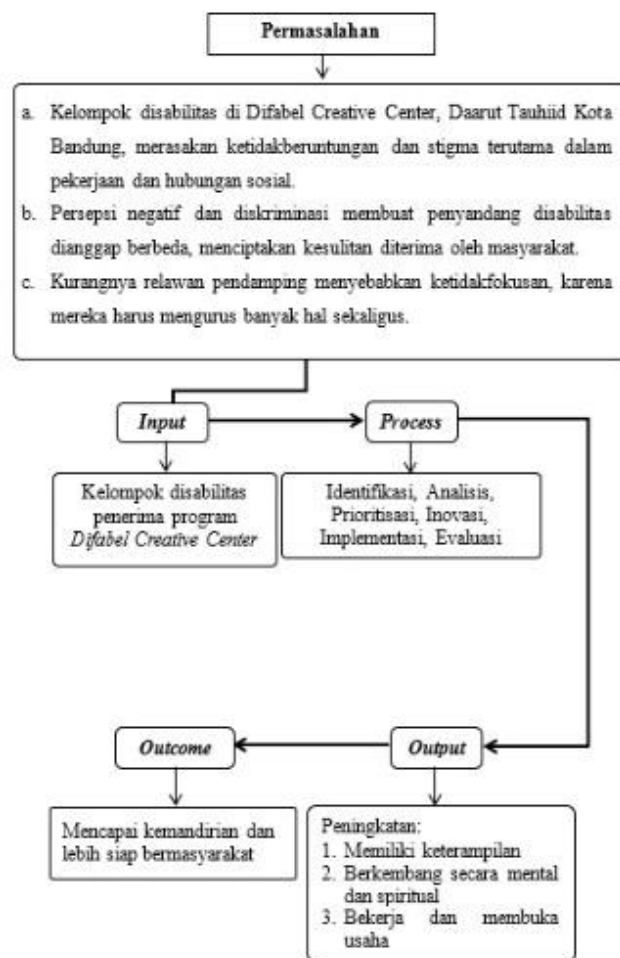 Permasalahan
a. Kelompok disabilitas di Difabel Creative Center, Daarut Tauhiid Kota
Bandung, merasakan ketidakberuntungan dan stigma terutama dalam
pekerjaan dan hubungan sosial.
b. Persepsi negatif dan diskriminasi membuat penyandang disabilitas
dianggap berbeda, menciptakan kesulitan diterima oleh masyarakat.
c. Kurangnya relawan pendamping menyebabkan ketidakfokusan, karena
mereka harus mengurus banyak hal sekaligus.
Input
Process
Kelompok disabilitas
penerima program
Difabel Creative Center
Identifikasi, Analisis,
Prioritisasi, Inovasi,
Implementasi, Evaluasi
Outcome
Output
Mencapai kemandirian dan
lebih siap bermasyarakat
Peningkatan:
1. Memiliki keterampilan
2. Berkembang secara mental
dan spiritual
3. Bekerja dan membuka
usaha